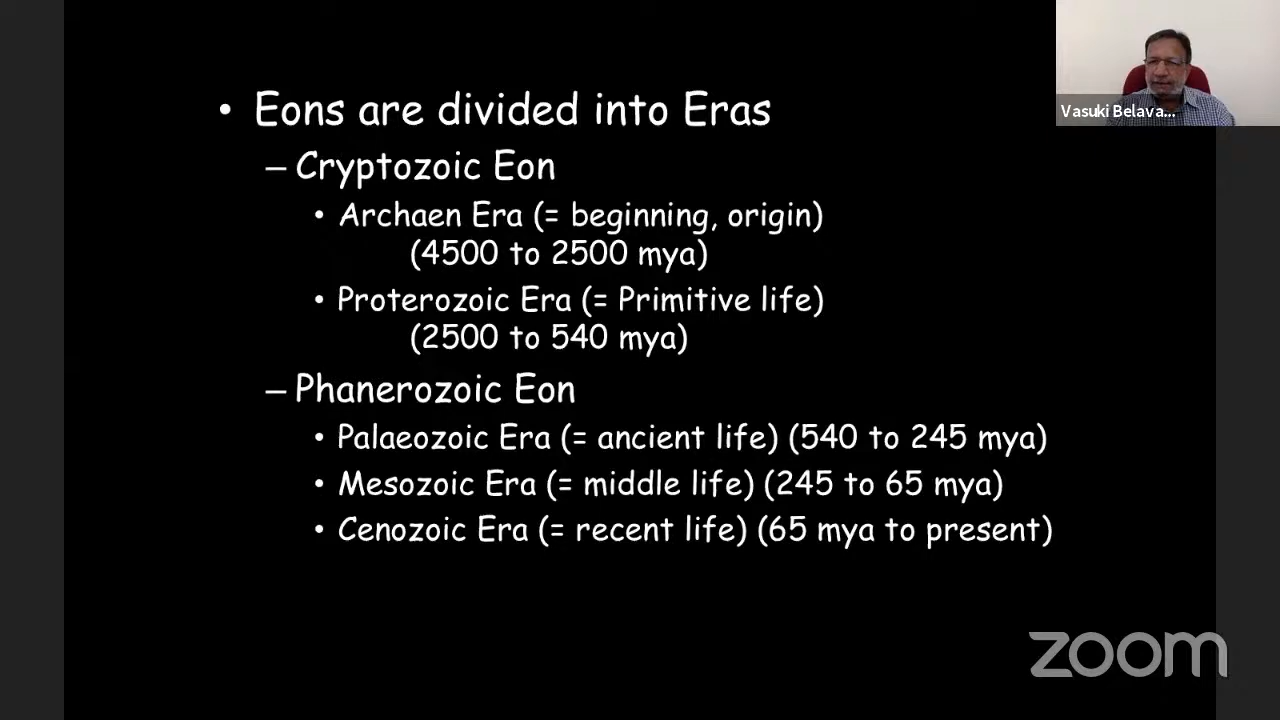 • Eons are divided into Eras
– Cryptozoic Eon
• Archaen Era (= beginning, origin)
(4500 to 2500 mya)
• Proterozoic Era (= Primitive life)
(2500 to 540 mya)
– Phanerozoic Eon
• Palaeozoic Era (= ancient life) (540 to 245 mya)
• Mesozoic Era (= middle life) (245 to 65 mya)
• Cenozoic Era (= recent life) (65 mya to present)
Vasuki Belava...
zoom